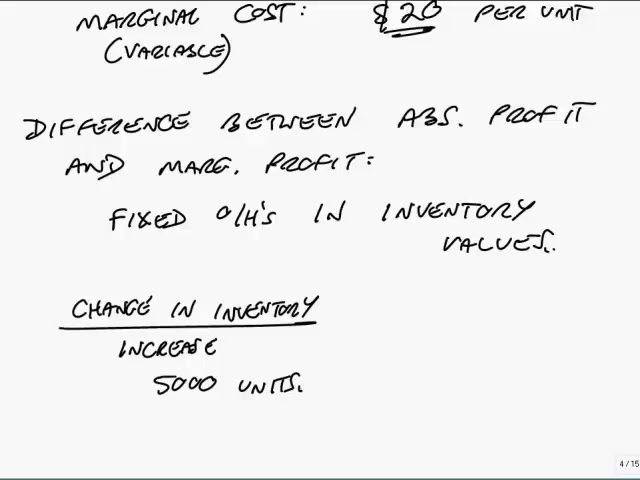 MARGINAL COST: $20 PER UNIT
(VARIABLE)
DIFFERENCE BETWEEN ABS. PROFIT
AND MARG. PROFIT:
FIXED O/H'S IN INVENTORY
VALUES.
CHANGE IN INVENTORY
INCREASE
5000 UNITS.
4 / 15